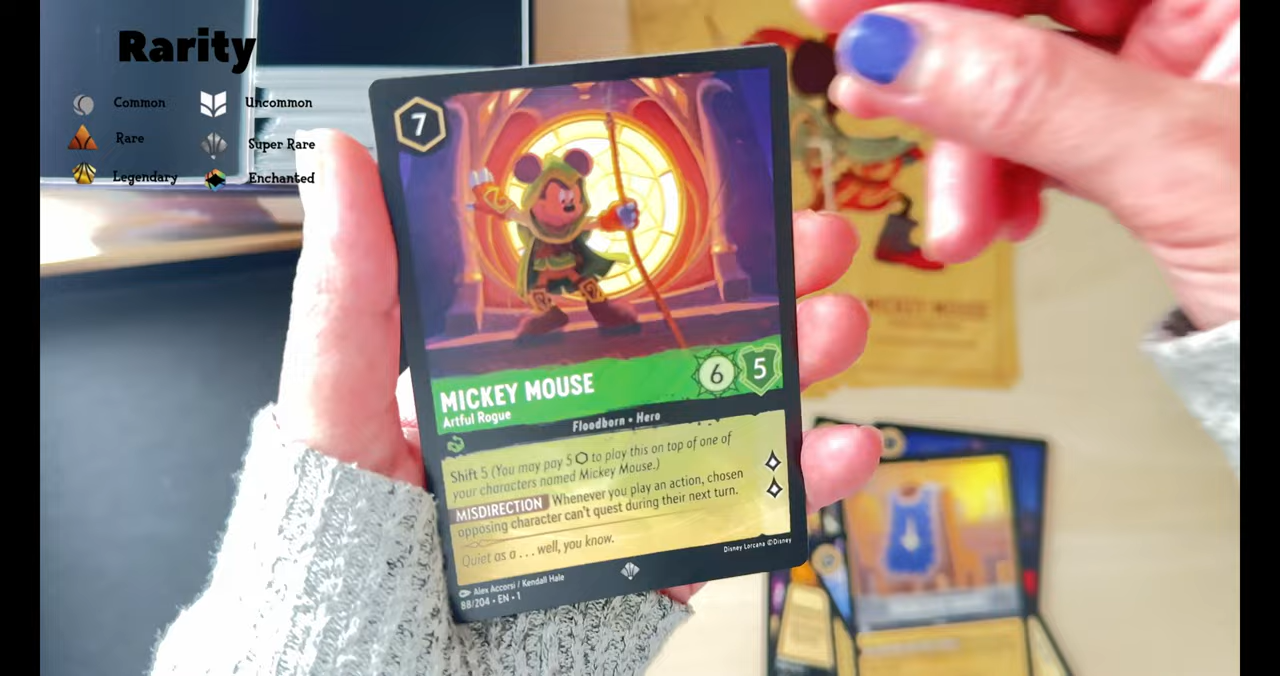 Rarity
Common
Uncommon
Rare
Super Rare
Legendary
Enchanted
7
MICKEY MOUSE
Artful Rogue
6
5
Floodborn • Hero
Shift 5 (You may pay 5 ⬡ to play this on top of one of
your characters named Mickey Mouse.)
MISDIRECTION Whenever you play an action, chosen
opposing character can't quest during their next turn.
Quiet as a . . . well, you know.
Disney Lorcana ©Disney
Alex Accorsi / Kendall Hale
88/204 • EN • 1
MICKEY MOUSE